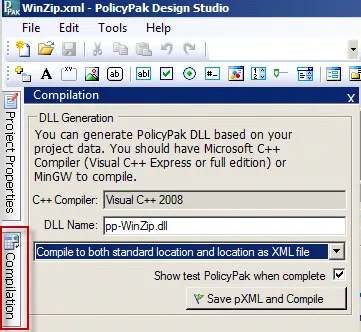 WinZip.xml - PolicyPak Design Studio
File Edit Tools Help
Compilation
DLL Generation
You can generate PolicyPak DLL based on your
project data. You should have Microsoft C++
Compiler (Visual C++ Express or full edition) or
MinGW to compile.
C++ Compiler: Visual C++ 2008
DLL Name: pp-WinZip.dll
Compile to both standard location and location as XML file
Show test PolicyPak when complete
Save pXML and Compile
Project Properties
Compilation